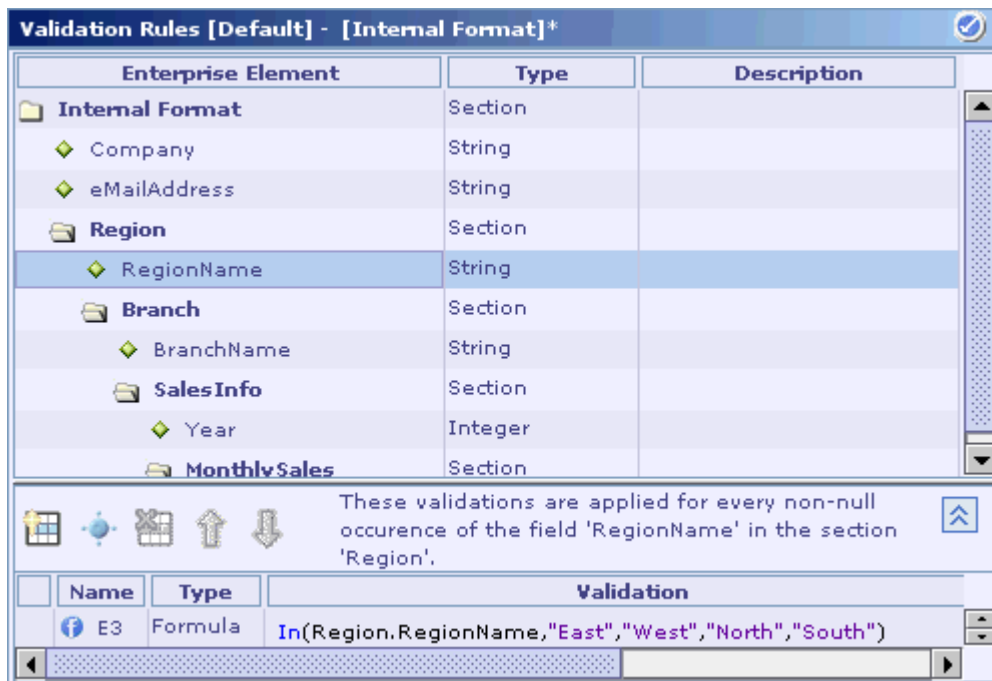 Validation Rules [Default] - [Internal Format]*
Enterprise Element Type Description
Internal Format Section
Company String
eMailAddress String
Region Section
RegionName String
Branch Section
BranchName String
SalesInfo Section
Year Integer
MonthlySales Section
These validations are applied for every non-null
occurence of the field 'RegionName' in the section
'Region'.
Name Type Validation
E3 Formula In(Region.RegionName,"East","West","North","South")